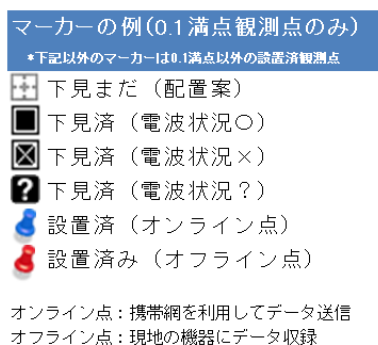 マーカーの例(0.1満点観測点のみ)
*下記以外のマーカーは0.1満点以外の設置済観測点
下見まだ（配置案）
下見済（電波状況○）
下見済（電波状況×）
? 下見済（電波状況？）
設置済（オンライン点）
設置済み（オフライン点）
オンライン点：携帯網を利用してデータ送信
オフライン点：現地の機器にデータ収録